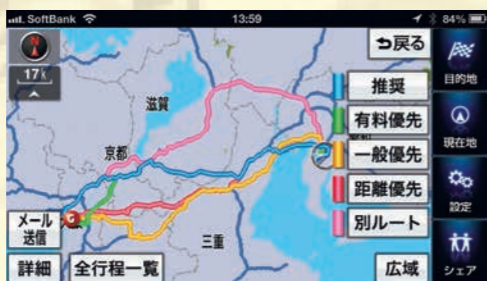 SoftBank 13:59 84%
N
戻る
17k
目的地
推奨
滋賀
有料優先
京都
現在地
一般優先
距離優先
設定
別ルート
メール
送信
G
三重
詳細 全行程一覧 広域 シェア